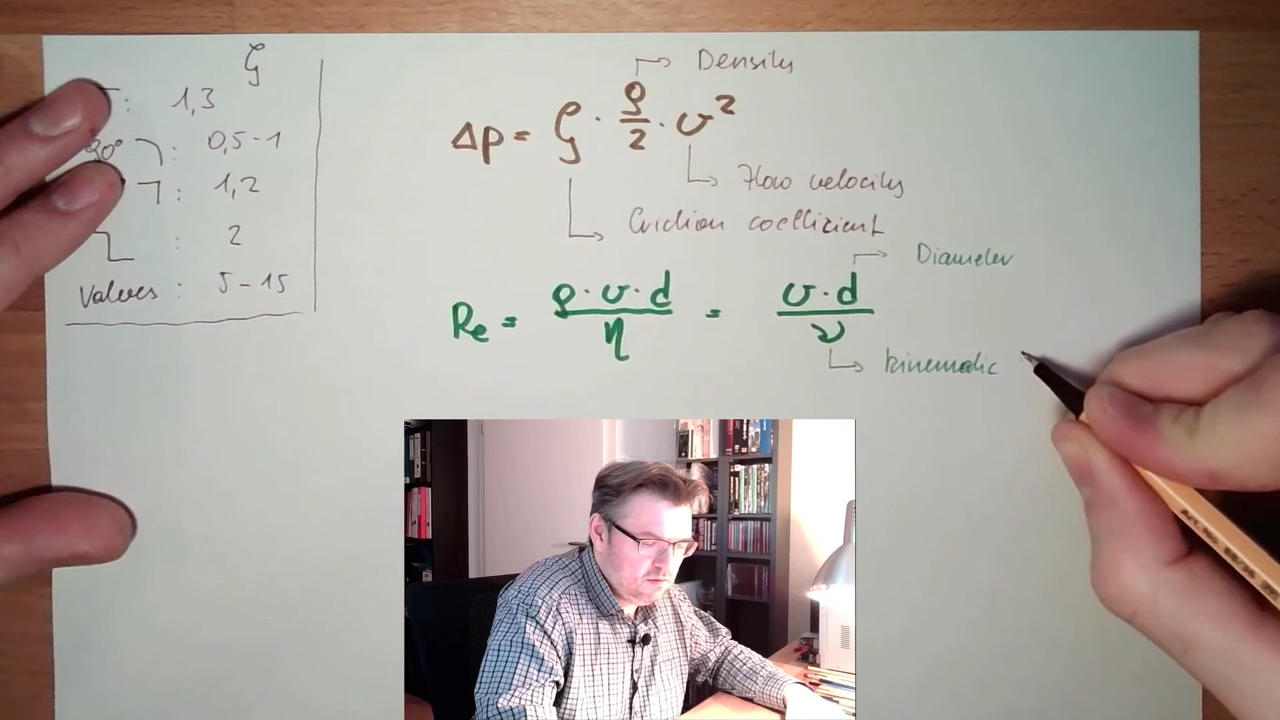 ζ
: 1,3
90° : 0,5-1
: 1,2
: 2
Valves : 5-15
Density
Δp = ζ · ρ/2 · v²
Flow velocity
Friction coefficient
Diameter
Re = ρ·v·d/η = v·d/ν
kinematic